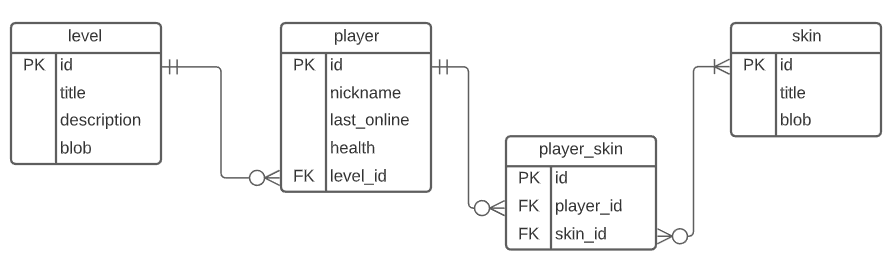 level
PK id
title
description
blob
player
PK id
nickname
last_online
health
FK level_id
player_skin
PK id
FK player_id
FK skin_id
skin
PK id
title
blob